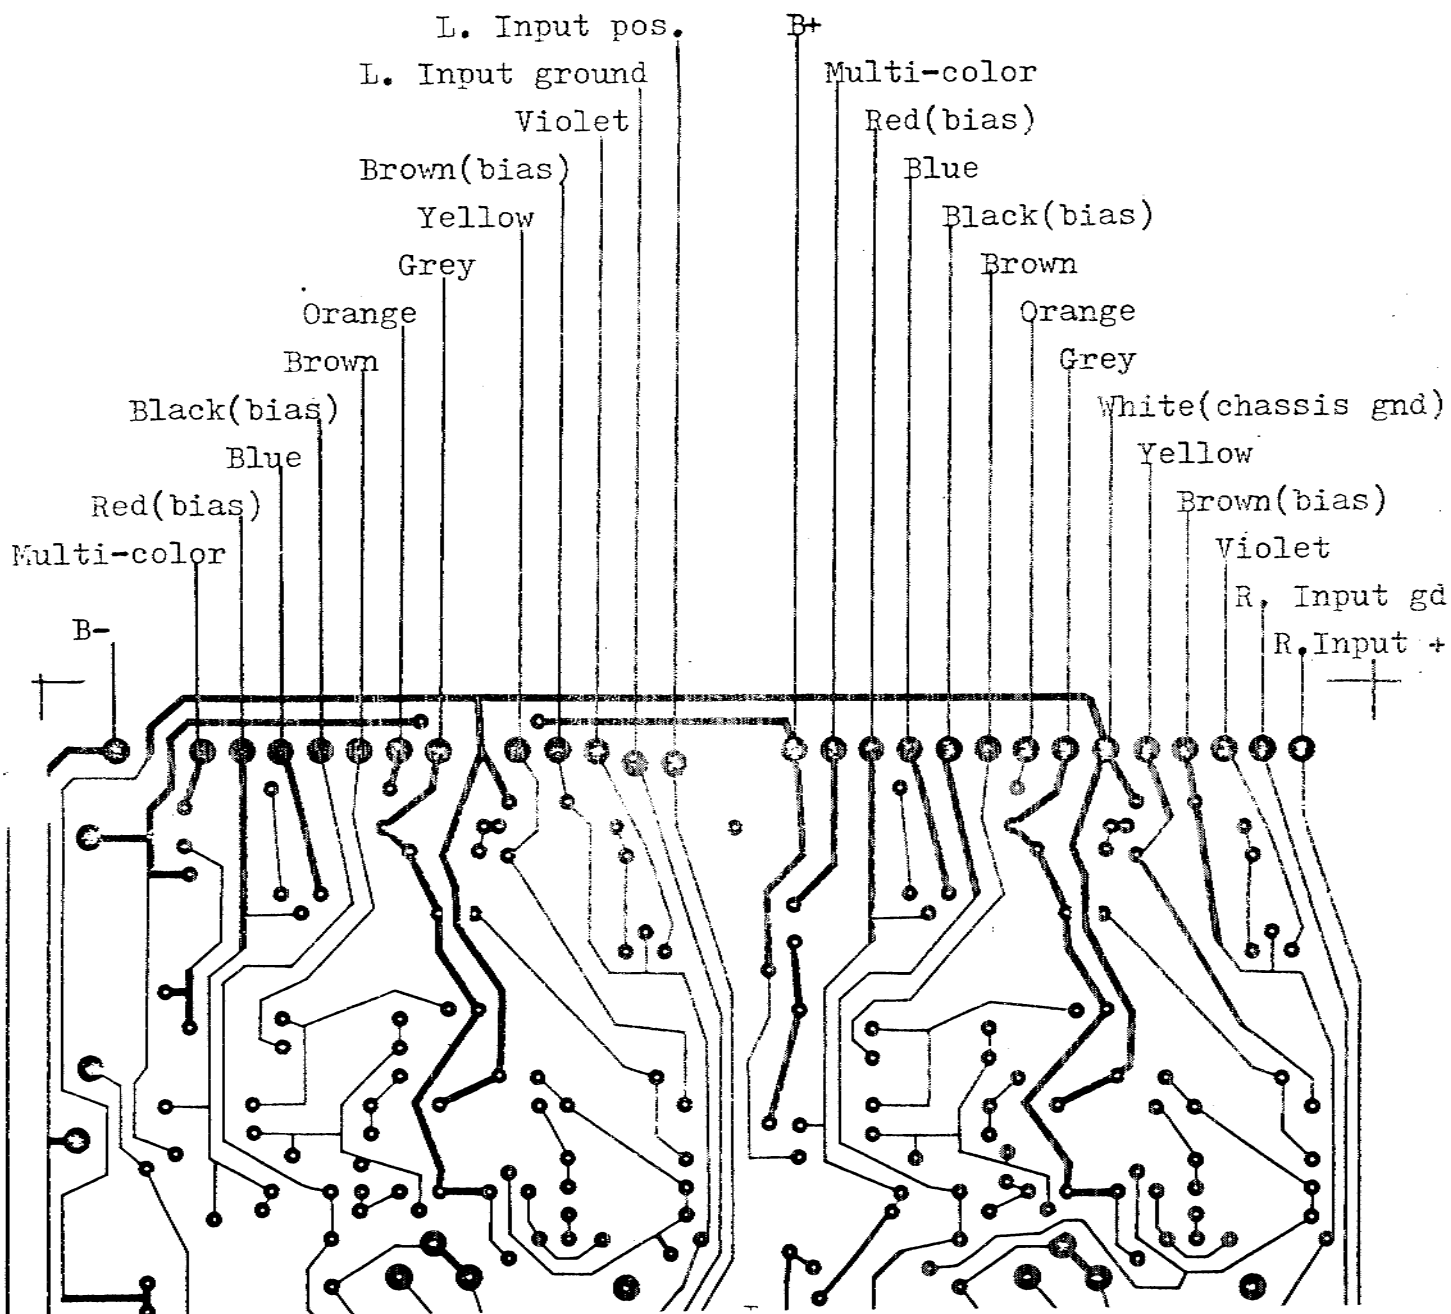 L. Input pos.
B+
L. Input ground
Multi-color
Violet
Red(bias)
Brown(bias)
Blue
Yellow
Black(bias)
Grey
Brown
Orange
Orange
Brown
Grey
Black(bias)
White(chassis gnd)
Blue
Yellow
Red(bias)
Brown(bias)
Multi-color
Violet
R. Input gd
B-
R.Input +